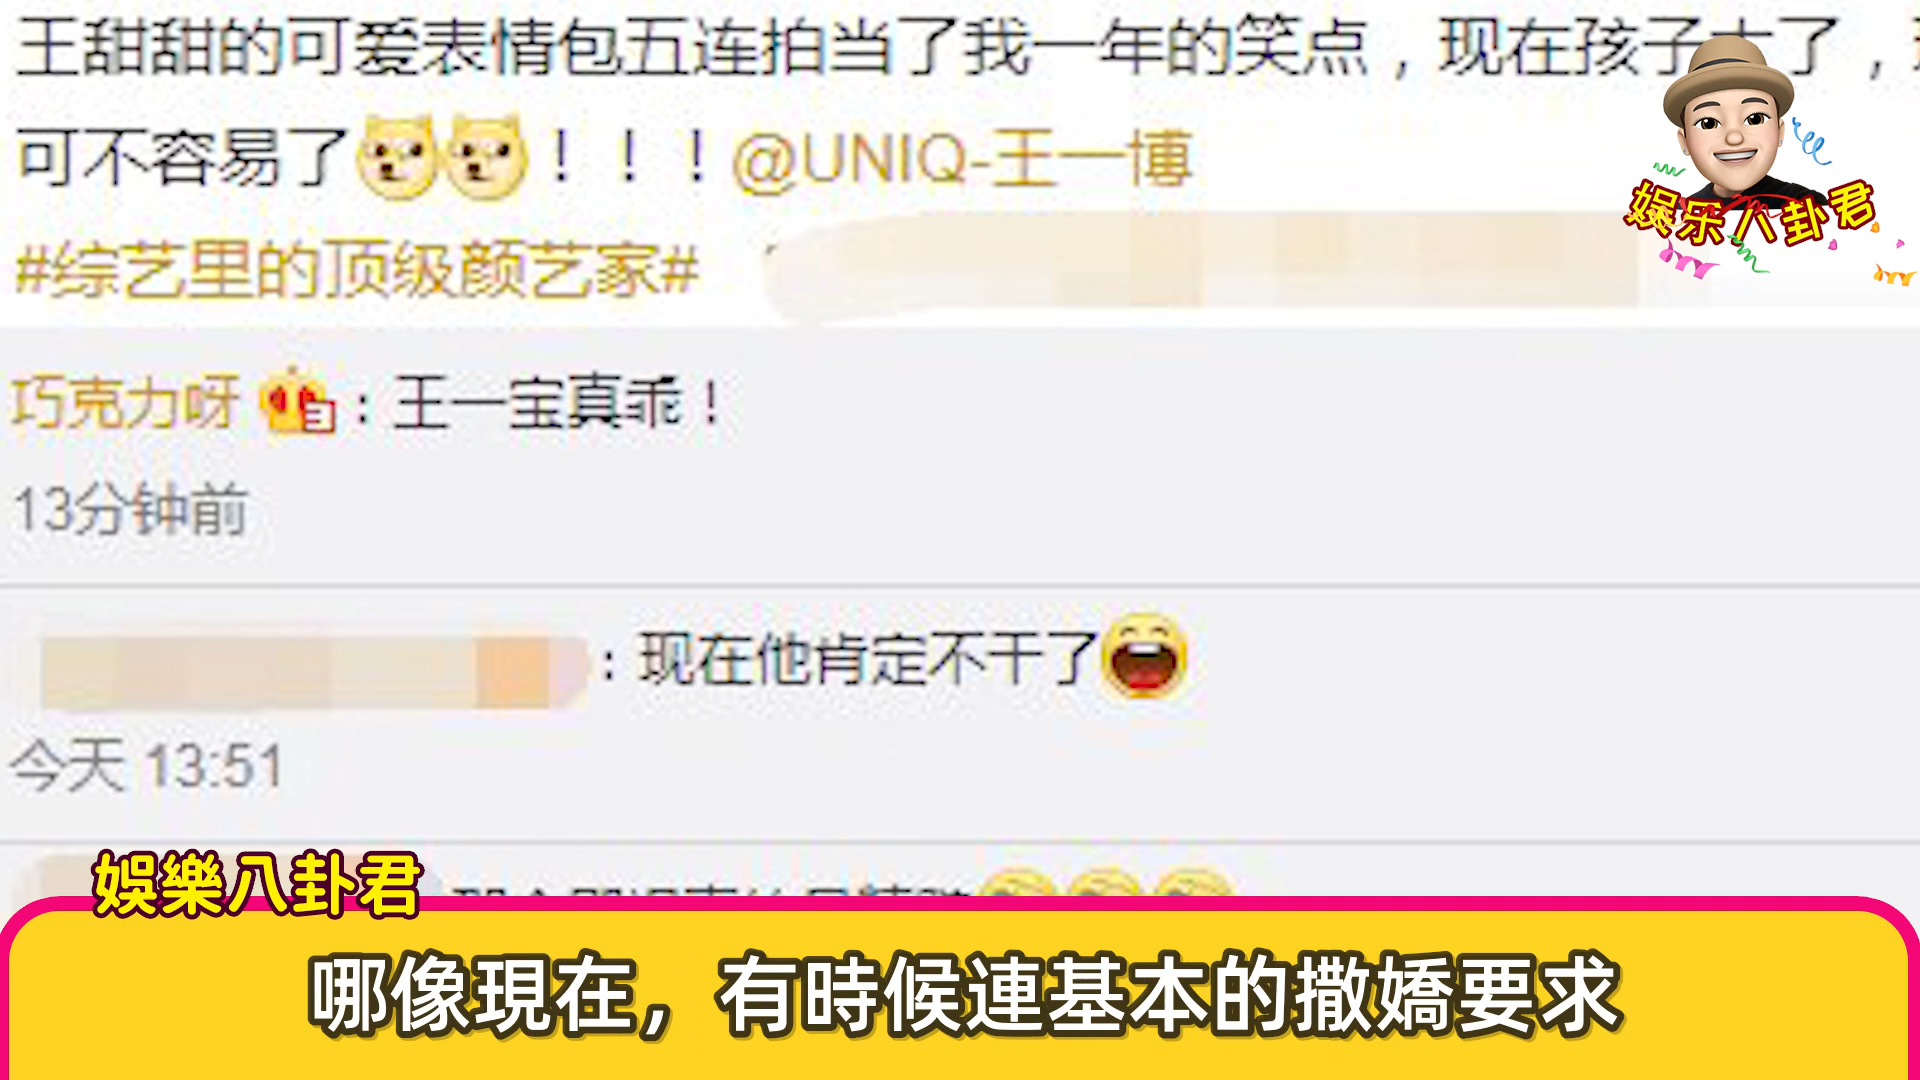 王甜甜的可爱表情包五连拍当了我一年的笑点，现在孩子大了，
可不容易了！！！@UNIQ-王一博
#综艺里的顶级颜艺家#
娱乐八卦君
巧克力呀：王一宝真乖！
13分钟前
：现在他肯定不干了
今天 13:51
娛樂八卦君
哪像現在，有時候連基本的撒嬌要求